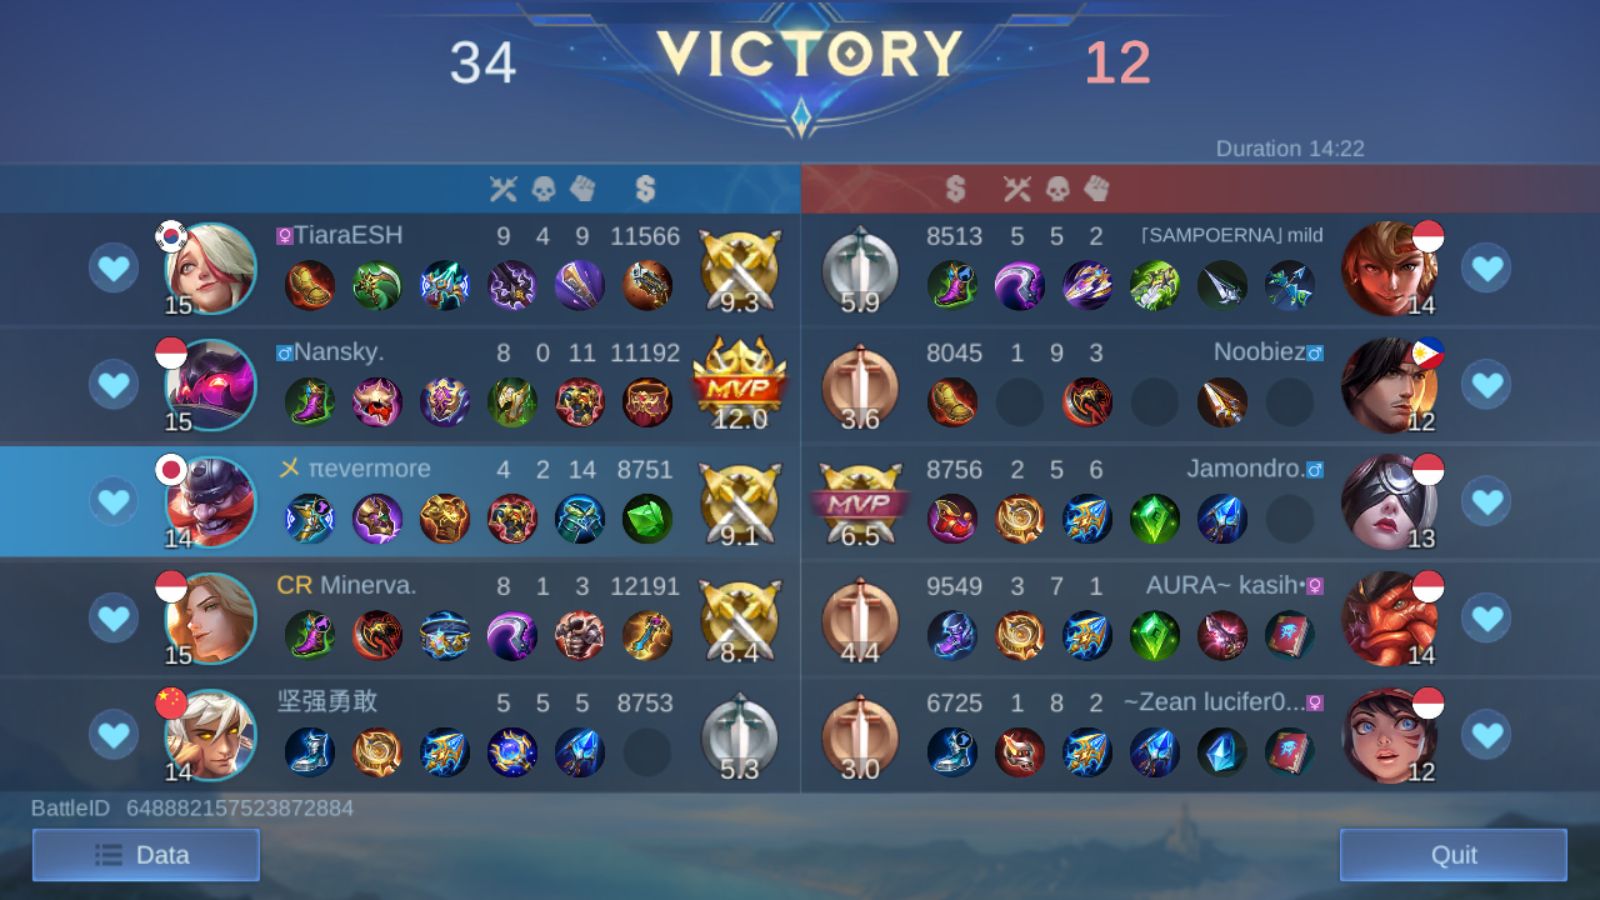 34 VICTORY 12
Duration 14:22
♀TiaraESH 9 4 9 11566 9.3 15
5.9 8513 5 5 2 「SAMPOERNA」mild 14
♂Nansky. 8 0 11 11192 MVP 12.0 15
3.6 8045 1 9 3 Noobiez♂ 12
メ πevermore 4 2 14 8751 9.1 14
MVP 6.5 8756 2 5 6 Jamondro.♂ 13
CR Minerva. 8 1 3 12191 8.4 15
4.4 9549 3 7 1 AURA~ kasih•♀ 14
坚强勇敢 5 5 5 8753 5.3 14
3.0 6725 1 8 2 ~Zean lucifer0...♀ 12
BattleID 648882157523872884
Data
Quit